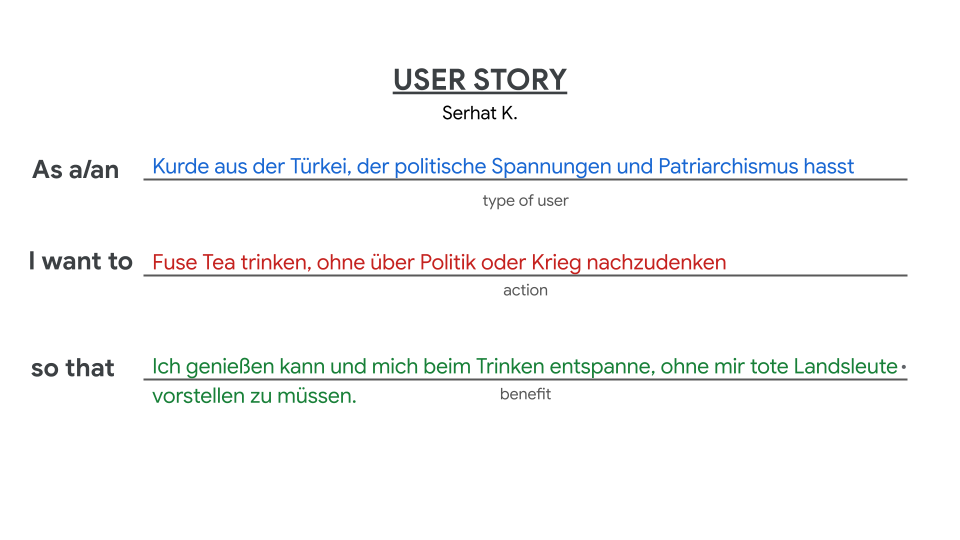 USER STORY
Serhat K.
As a/an Kurde aus der Türkei, der politische Spannungen und Patriarchismus hasst
type of user
I want to Fuse Tea trinken, ohne über Politik oder Krieg nachzudenken
action
so that Ich genießen kann und mich beim Trinken entspanne, ohne mir tote Landsleute
vorstellen zu müssen.
benefit